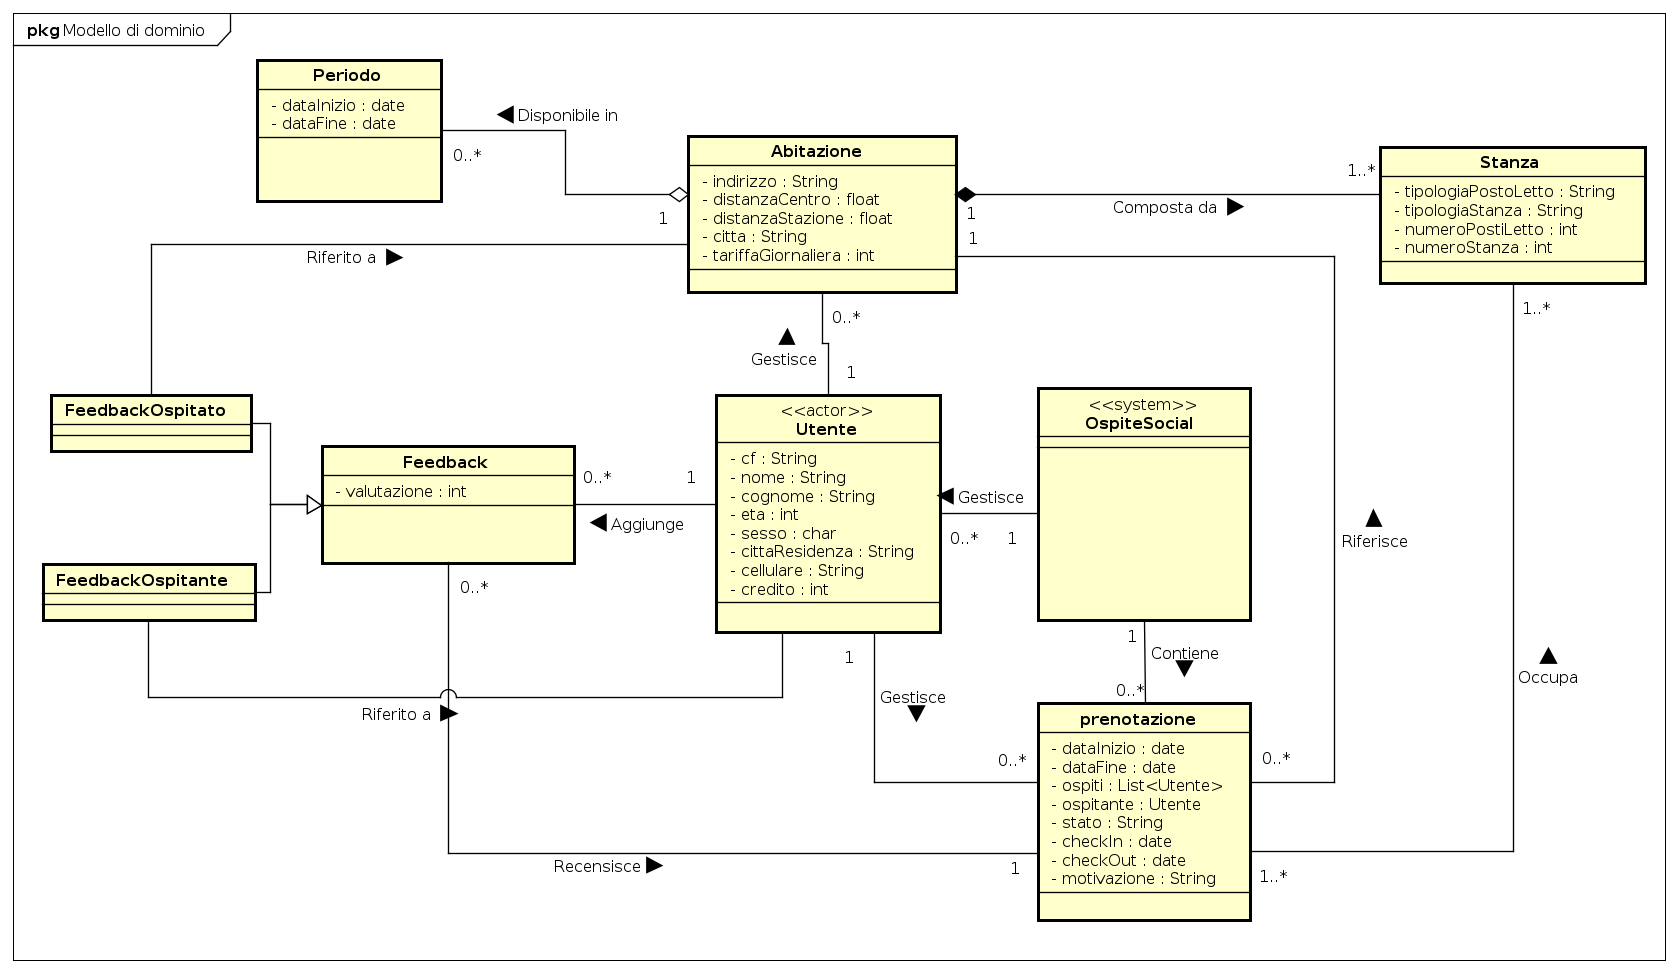 pkg Modello di dominio
Periodo
- dataInizio : date
- dataFine : date
Disponibile in
0..*
1
Abitazione
- indirizzo : String
- distanzaCentro : float
- distanzaStazione : float
- citta : String
- tariffaGiornaliera : int
1..*
Composta da
1
1
Stanza
- tipologiaPostoLetto : String
- tipologiaStanza : String
- numeroPostiLetto : int
- numeroStanza : int
Riferito a
0..*
Gestisce
1
1..*
FeedbackOspitato
FeedbackOspitante
Feedback
- valutazione : int
0..*
1
Aggiunge
0..*
<<actor>>
Utente
- cf : String
- nome : String
- cognome : String
- eta : int
- sesso : char
- cittaResidenza : String
- cellulare : String
- credito : int
Gestisce
0..*
1
<<system>>
OspiteSocial
Riferisce
1
Contiene
0..*
Occupa
1
Gestisce
0..*
Riferito a
prenotazione
- dataInizio : date
- dataFine : date
- ospiti : List<Utente>
- ospitante : Utente
- stato : String
- checkIn : date
- checkOut : date
- motivazione : String
0..*
Recensisce
1
1..*